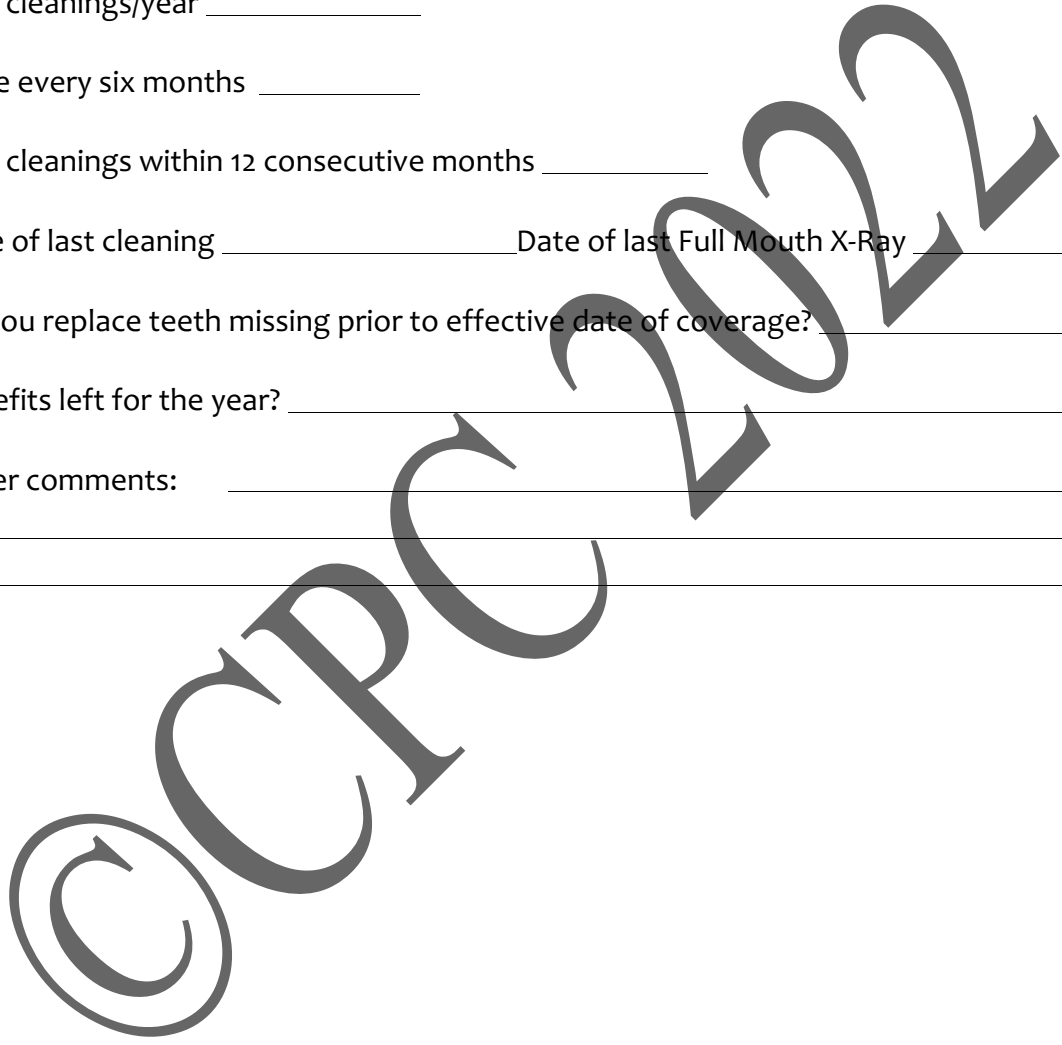 cleanings/year
e every six months
cleanings within 12 consecutive months
e of last cleaning Date of last Full Mouth X-Ray
ou replace teeth missing prior to effective date of coverage?
efits left for the year?
er comments:
©CPC 2022